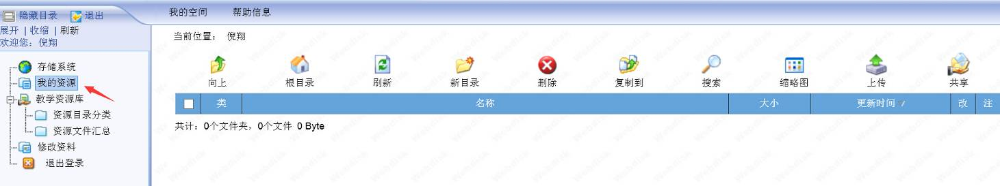 隐藏目录 退出
展开 | 收缩 | 刷新
欢迎您：倪翔
存储系统
我的资源
教学资源库
资源目录分类
资源文件汇总
修改资料
退出登录
我的空间 帮助信息
当前位置： 倪翔
向上 根目录 刷新 新目录 删除 复制到 搜索 缩略图 上传 共享
类 名称 大小 更新时间 改 注
共计：0个文件夹，0个文件 0 Byte
Webdisk